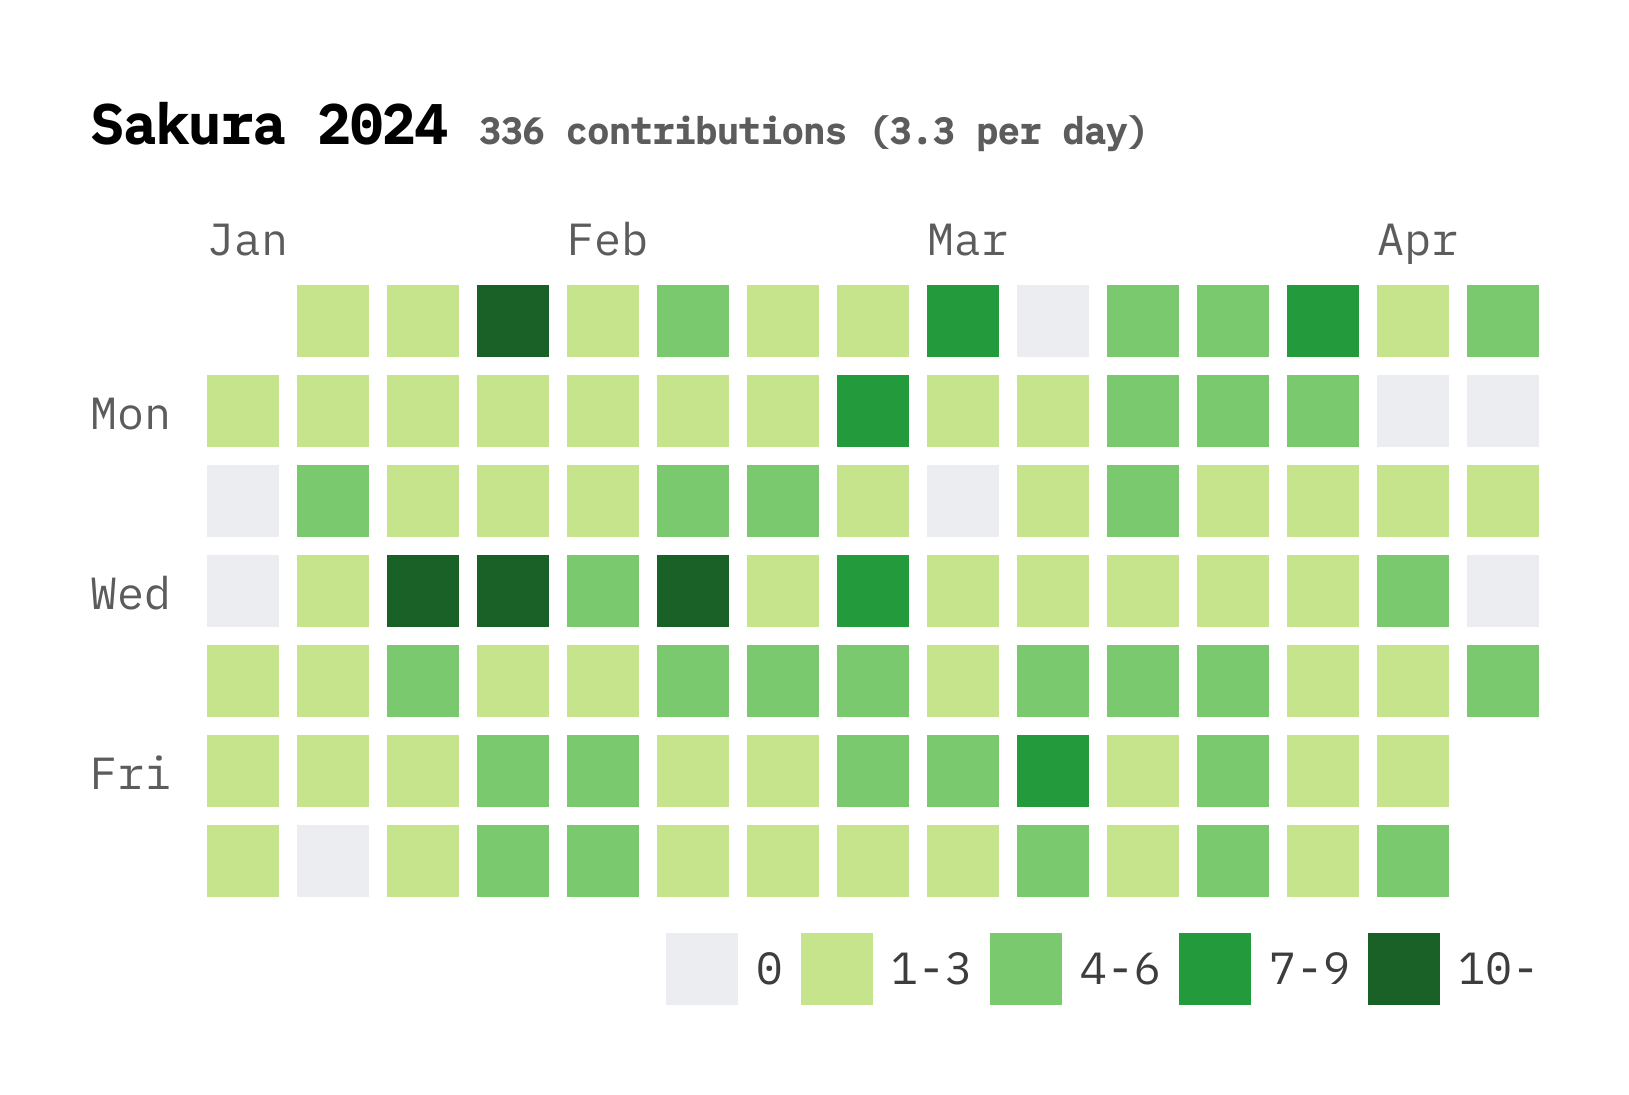 Sakura 2024 336 contributions (3.3 per day)
Jan Feb Mar Apr
Mon
Wed
Fri
0 1-3 4-6 7-9 10-